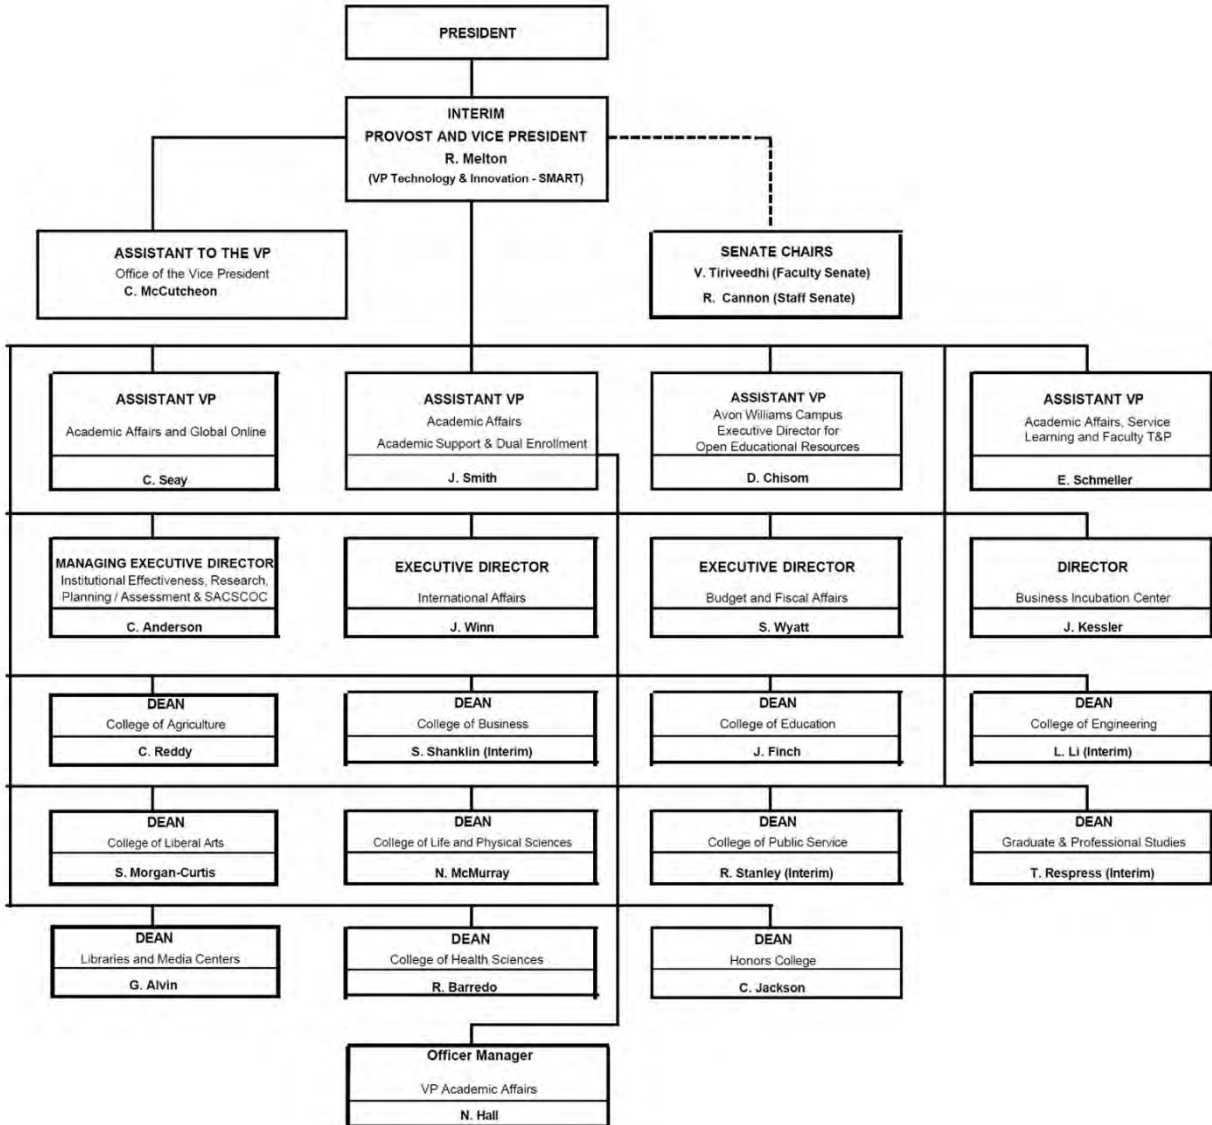 PRESIDENT
INTERIM
PROVOST AND VICE PRESIDENT
R. Melton
(VP Technology & Innovation - SMART)
ASSISTANT TO THE VP
Office of the Vice President
C. McCutcheon
SENATE CHAIRS
V. Tiriveedhi (Faculty Senate)
R. Cannon (Staff Senate)
ASSISTANT VP
Academic Affairs and Global Online
C. Seay
ASSISTANT VP
Academic Affairs
Academic Support & Dual Enrollment
J. Smith
ASSISTANT VP
Avon Williams Campus
Executive Director for
Open Educational Resources
D. Chisom
ASSISTANT VP
Academic Affairs, Service
Learning and Faculty T&P
E. Schmeller
MANAGING EXECUTIVE DIRECTOR
Institutional Effectiveness, Research,
Planning / Assessment & SACSCOC
C. Anderson
EXECUTIVE DIRECTOR
International Affairs
J. Winn
EXECUTIVE DIRECTOR
Budget and Fiscal Affairs
S. Wyatt
DIRECTOR
Business Incubation Center
J. Kessler
DEAN
College of Agriculture
C. Reddy
DEAN
College of Business
S. Shanklin (Interim)
DEAN
College of Education
J. Finch
DEAN
College of Engineering
L. Li (Interim)
DEAN
College of Liberal Arts
S. Morgan-Curtis
DEAN
College of Life and Physical Sciences
N. McMurray
DEAN
College of Public Service
R. Stanley (Interim)
DEAN
Graduate & Professional Studies
T. Respress (Interim)
DEAN
Libraries and Media Centers
G. Alvin
DEAN
College of Health Sciences
R. Barredo
DEAN
Honors College
C. Jackson
Officer Manager
VP Academic Affairs
N. Hall